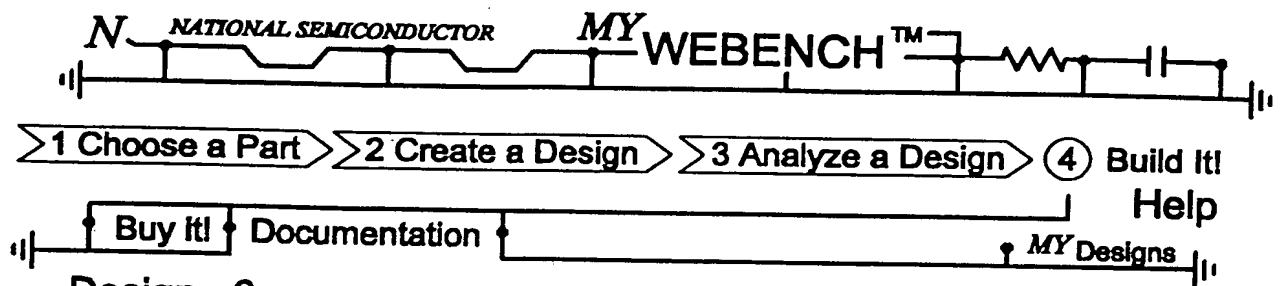 N NATIONAL SEMICONDUCTOR MY WEBENCH™
1 Choose a Part 2 Create a Design 3 Analyze a Design 4 Build It!
Help
Buy It! Documentation
MY Designs